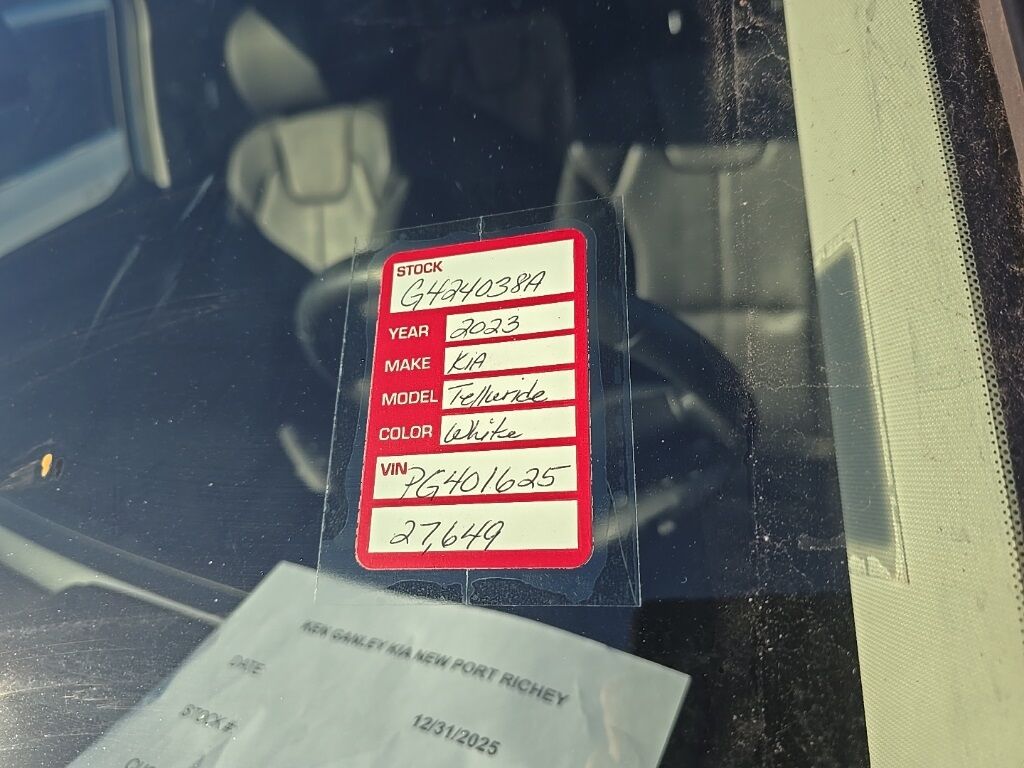 STOCK
G424038A
YEAR 2023
MAKE KIA
MODEL Telluride
COLOR White
VIN PG401625
27,649
KEN GANLEY KIA NEW PORT RICHEY
DATE 12/31/2025
STOCK #